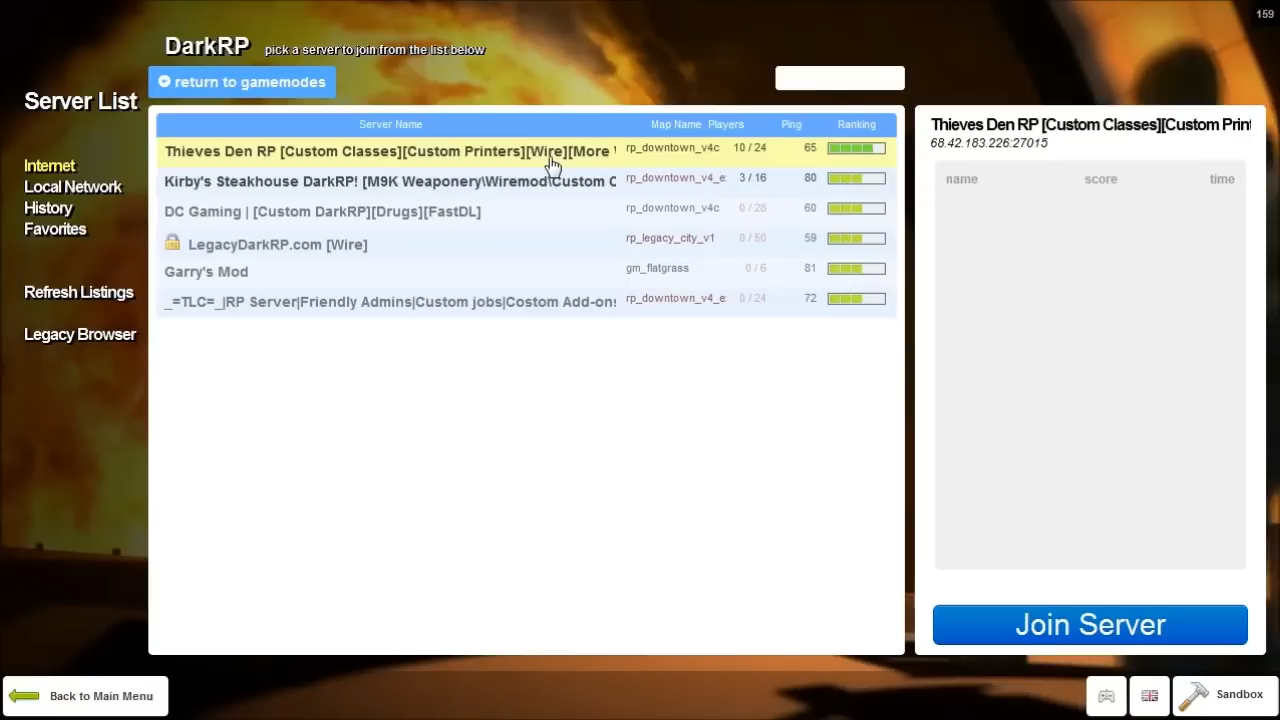 159
DarkRP pick a server to join from the list below
return to gamemodes
Server List
Internet
Local Network
History
Favorites
Refresh Listings
Legacy Browser
Server Name Map Name Players Ping Ranking
Thieves Den RP [Custom Classes][Custom Printers][Wire][More rp_downtown_v4c 10 / 24 65
Kirby's Steakhouse DarkRP! [M9K Weaponery\Wiremod\Custom C rp_downtown_v4_e 3 / 16 80
DC Gaming | [Custom DarkRP][Drugs][FastDL] rp_downtown_v4c 0 / 28 60
LegacyDarkRP.com [Wire] rp_legacy_city_v1 0 / 50 59
Garry's Mod gm_flatgrass 0 / 6 81
_=TLC=_|RP Server|Friendly Admins|Custom jobs|Costom Add-ons rp_downtown_v4_e 0 / 24 72
Thieves Den RP [Custom Classes][Custom Print
68.42.183.226:27015
name score time
Join Server
Back to Main Menu
Sandbox